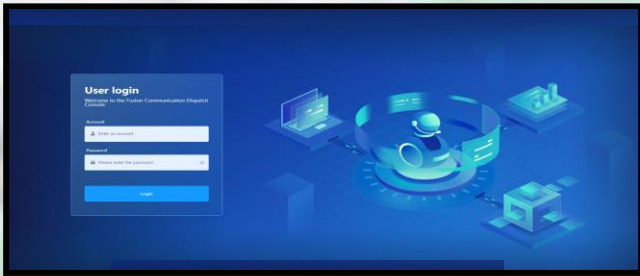 User login
Welcome to the Fusion Communication Dispatch
Console
Account
Enter an account
Password
Please enter the password
Login